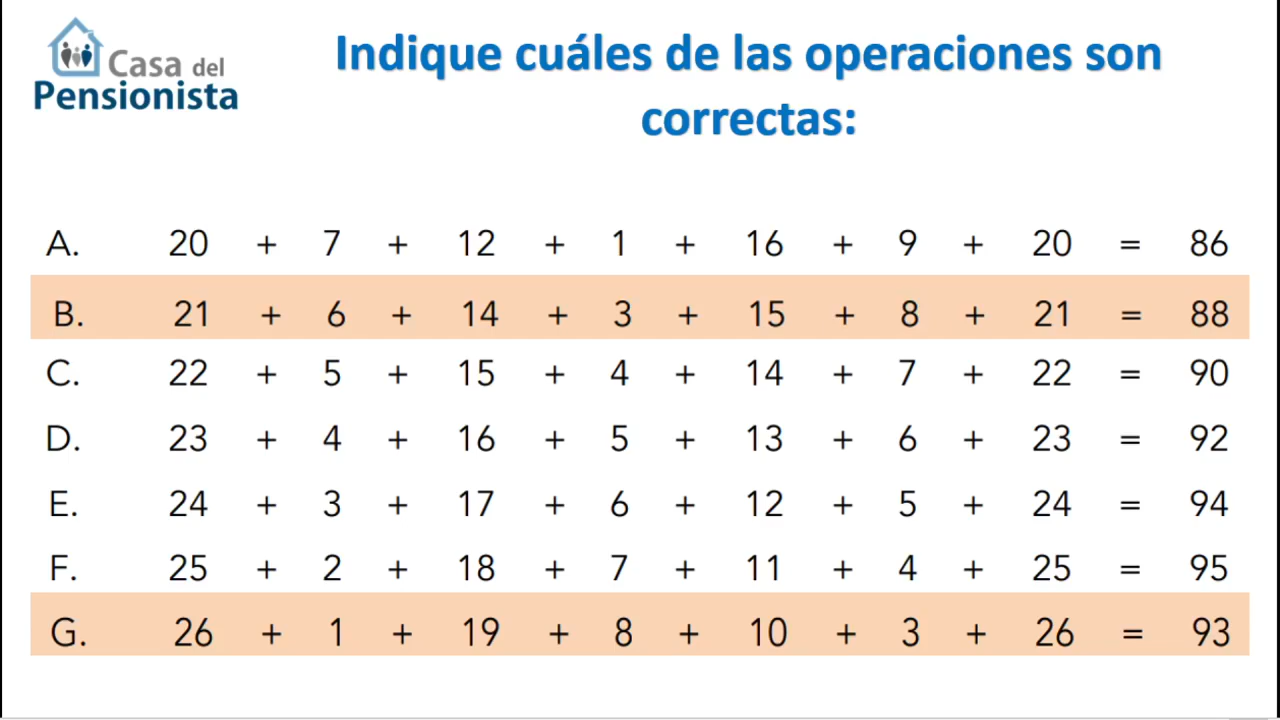 Casa del
Pensionista
Indique cuáles de las operaciones son
correctas:
A. 20 + 7 + 12 + 1 + 16 + 9 + 20 = 86
B. 21 + 6 + 14 + 3 + 15 + 8 + 21 = 88
C. 22 + 5 + 15 + 4 + 14 + 7 + 22 = 90
D. 23 + 4 + 16 + 5 + 13 + 6 + 23 = 92
E. 24 + 3 + 17 + 6 + 12 + 5 + 24 = 94
F. 25 + 2 + 18 + 7 + 11 + 4 + 25 = 95
G. 26 + 1 + 19 + 8 + 10 + 3 + 26 = 93